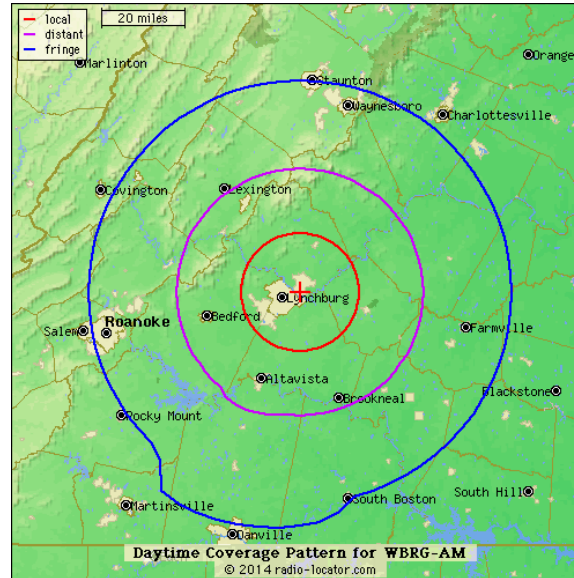 local
distant
fringe
20 miles
Marlinton
Orange
Staunton
Waynesboro
Charlottesville
Covington
Lexington
Lynchburg
Bedford
Roanoke
Salem
Farmville
Altavista
Brookneal
Blackstone
Rocky Mount
South Boston
South Hill
Martinsville
Danville
Daytime Coverage Pattern for WBRG-AM
© 2014 radio-locator.com